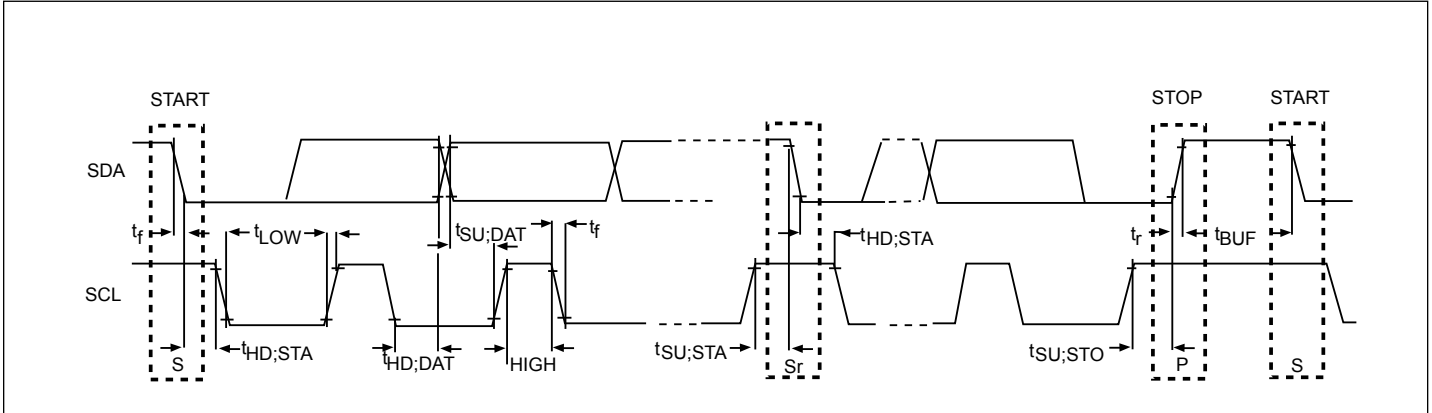 START
STOP
START
SDA
tf
tLOW
tSU;DAT
tf
tHD;STA
tr
tBUF
SCL
S
tHD;STA
tHD;DAT
HIGH
tSU;STA
Sr
tSU;STO
P
S